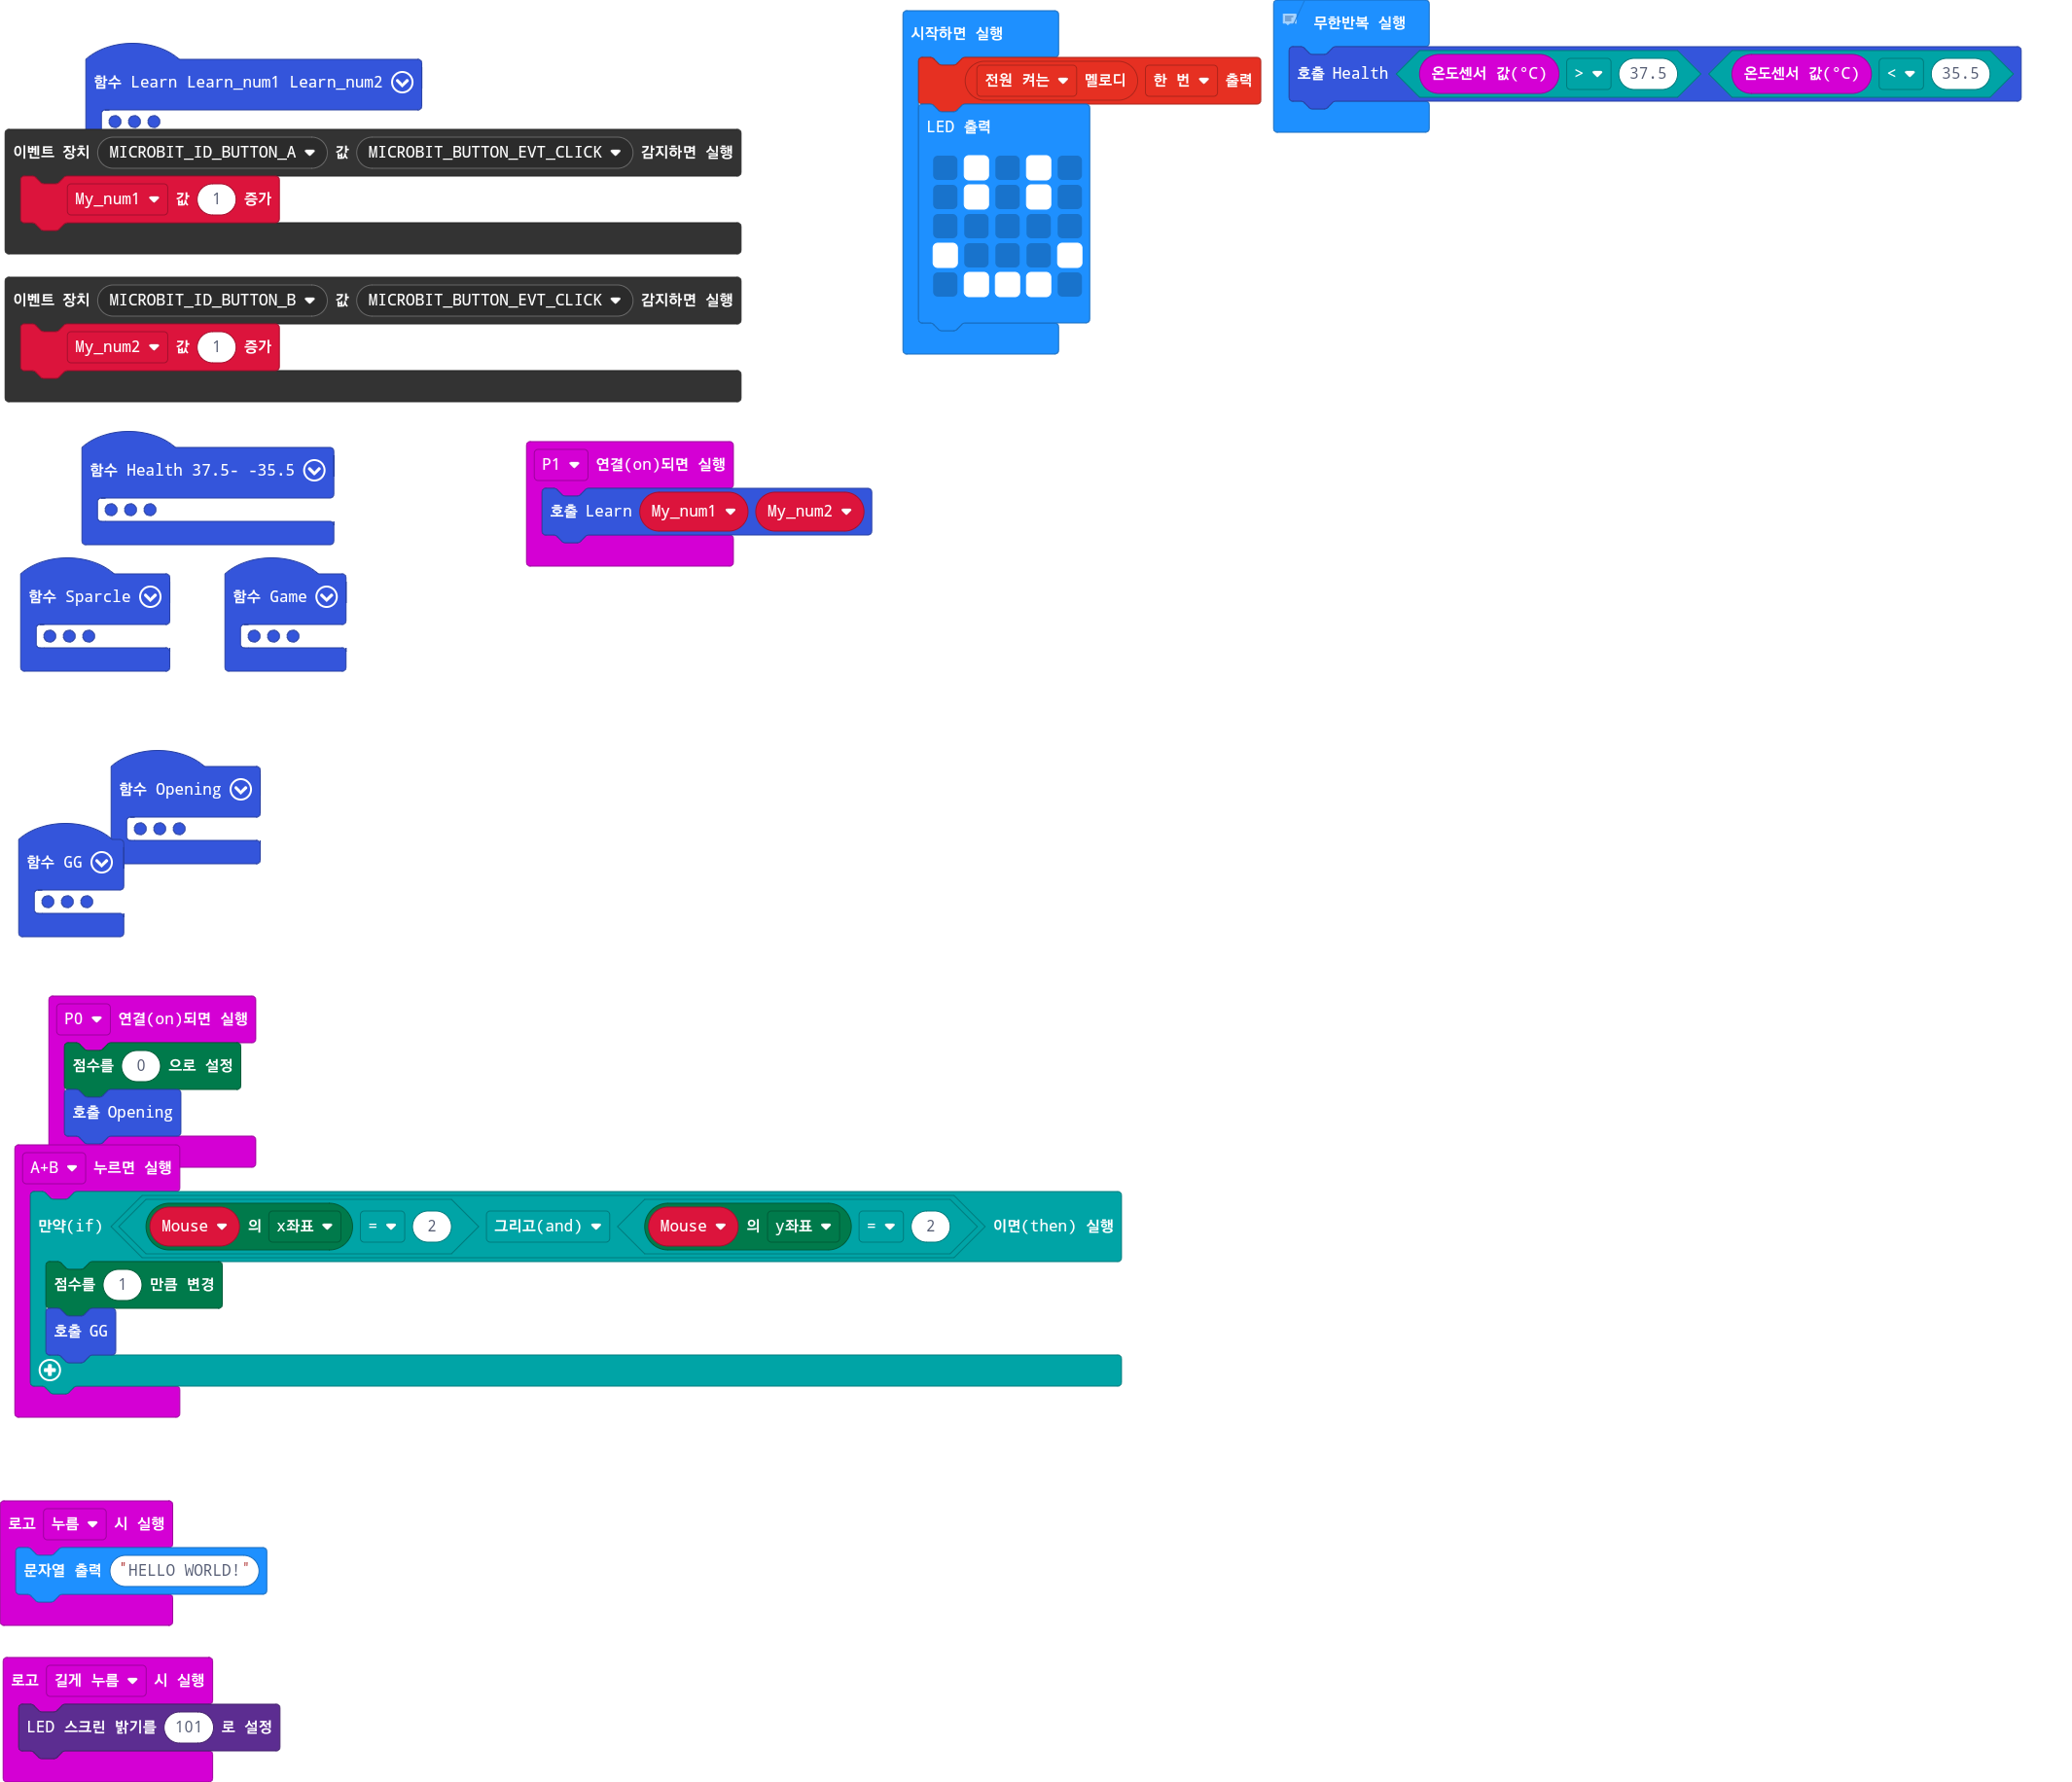 함수 Learn Learn_num1 Learn_num2
이벤트 장치 MICROBIT_ID_BUTTON_A 값 MICROBIT_BUTTON_EVT_CLICK 감지하면 실행
My_num1 값 1 증가
이벤트 장치 MICROBIT_ID_BUTTON_B 값 MICROBIT_BUTTON_EVT_CLICK 감지하면 실행
My_num2 값 1 증가
시작하면 실행
전원 켜는 멜로디 한 번 출력
LED 출력
무한반복 실행
호출 Health 온도센서 값(°C) > 37.5 온도센서 값(°C) < 35.5
함수 Health 37.5- -35.5
P1 연결(on)되면 실행
호출 Learn My_num1 My_num2
함수 Sparcle
함수 Game
함수 Opening
함수 GG
P0 연결(on)되면 실행
점수를 0 으로 설정
호출 Opening
A+B 누르면 실행
만약(if) Mouse 의 x좌표 = 2 그리고(and) Mouse 의 y좌표 = 2 이면(then) 실행
점수를 1 만큼 변경
호출 GG
로고 누름 시 실행
문자열 출력 "HELLO WORLD!"
로고 길게 누름 시 실행
LED 스크린 밝기를 101 로 설정